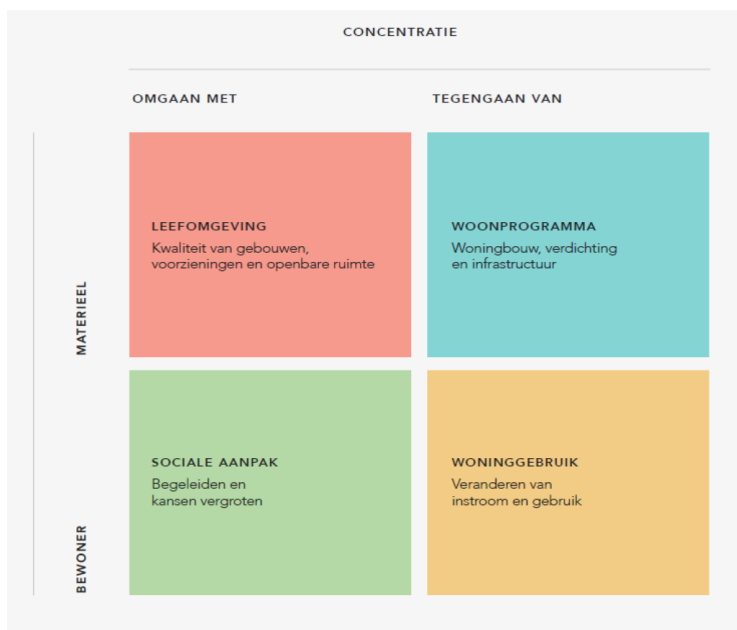 CONCENTRATIE
OMGAAN MET
TEGENGAAN VAN
MATERIEEL
LEEFOMGEVING
Kwaliteit van gebouwen,
voorzieningen en openbare ruimte
WOONPROGRAMMA
Woningbouw, verdichting
en infrastructuur
BEWONER
SOCIALE AANPAK
Begeleiden en
kansen vergroten
WONINGGEBRUIK
Veranderen van
instroom en gebruik